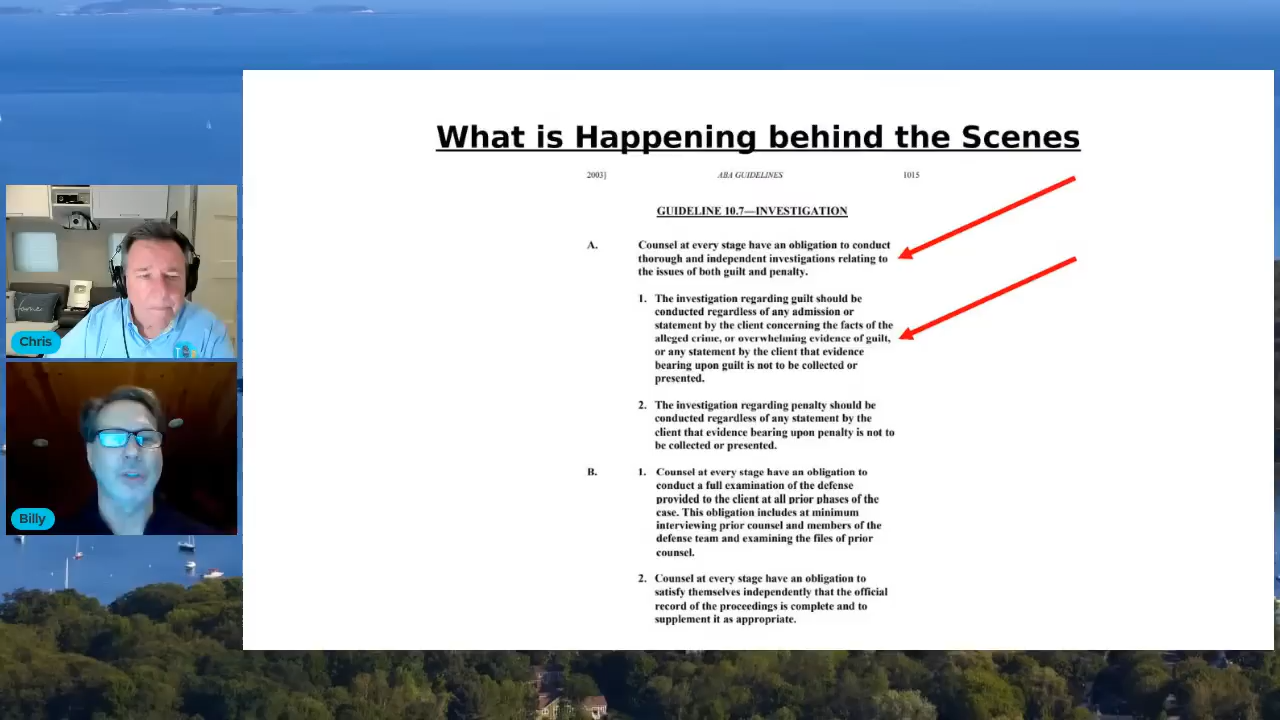 What is Happening behind the Scenes
2003] ABA GUIDELINES 1015
GUIDELINE 10.7—INVESTIGATION
A. Counsel at every stage have an obligation to conduct
thorough and independent investigations relating to
the issues of both guilt and penalty.
1. The investigation regarding guilt should be
conducted regardless of any admission or
statement by the client concerning the facts of the
alleged crime, or overwhelming evidence of guilt,
or any statement by the client that evidence
bearing upon guilt is not to be collected or
presented.
2. The investigation regarding penalty should be
conducted regardless of any statement by the
client that evidence bearing upon penalty is not to
be collected or presented.
B. 1. Counsel at every stage have an obligation to
conduct a full examination of the defense
provided to the client at all prior phases of the
case. This obligation includes at minimum
interviewing prior counsel and members of the
defense team and examining the files of prior
counsel.
2. Counsel at every stage have an obligation to
satisfy themselves independently that the official
record of the proceedings is complete and to
supplement it as appropriate.
home
Chris
Billy